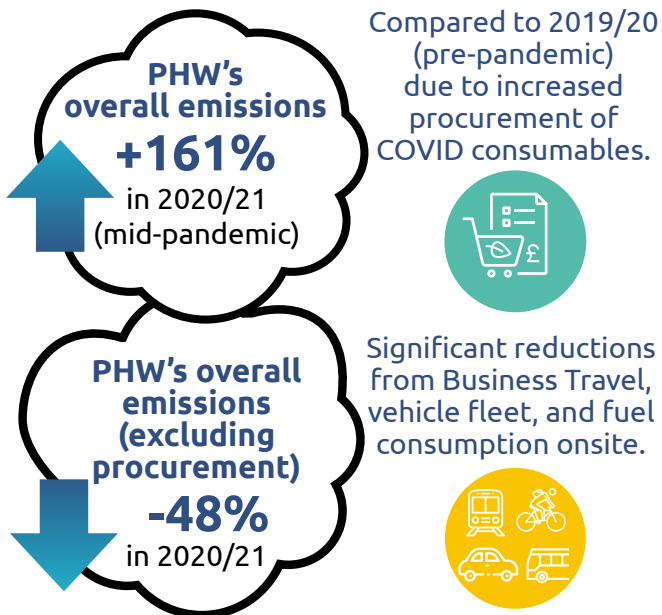 PHW's
overall emissions
+161%
in 2020/21
(mid-pandemic)
Compared to 2019/20
(pre-pandemic)
due to increased
procurement of
COVID consumables.
£
PHW's overall
emissions
(excluding
procurement)
-48%
in 2020/21
Significant reductions
from Business Travel,
vehicle fleet, and fuel
consumption onsite.